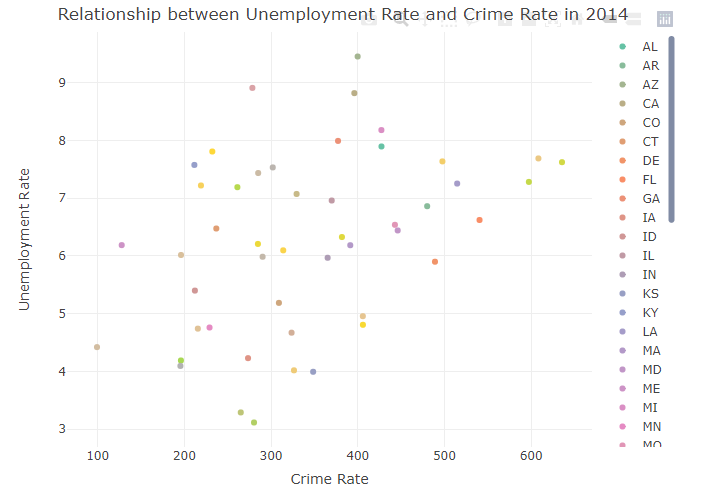 Relationship between Unemployment Rate and Crime Rate in 2014
Unemployment Rate
9
8
7
6
5
4
3
100 200 300 400 500 600
Crime Rate
AL
AR
AZ
CA
CO
CT
DE
FL
GA
IA
ID
IL
IN
KS
KY
LA
MA
MD
ME
MI
MN
MO